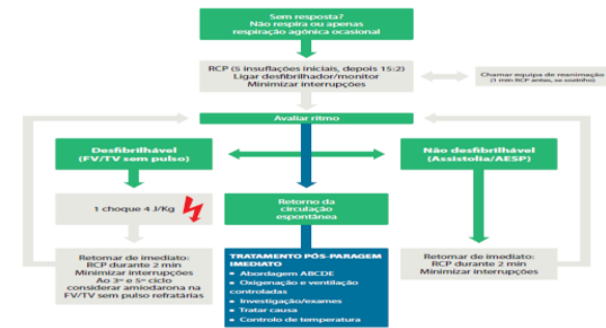 Sem resposta?
Não respira ou apenas
respiração agónica ocasional
RCP (5 insuflações iniciais, depois 15:2)
Ligar desfibrilhador/monitor
Minimizar interrupções
Chamar equipa de reanimação
(1 min RCP antes, se sozinho)
Avaliar ritmo
Desfibrilhável
(FV/TV sem pulso)
Não desfibrilhável
(Assistolia/AESP)
1 choque 4 J/Kg
Retorno da
circulação
espontânea
Retomar de imediato:
RCP durante 2 min
Minimizar interrupções
Ao 3º e 5º ciclo
considerar amiodarona na
FV/TV sem pulso refratárias
TRATAMENTO PÓS-PARAGEM
IMEDIATO
• Abordagem ABCDE
• Oxigenação e ventilação
controladas
• Investigação/exames
• Tratar causa
• Controlo de temperatura
Retomar de imediato:
RCP durante 2 min
Minimizar interrupções